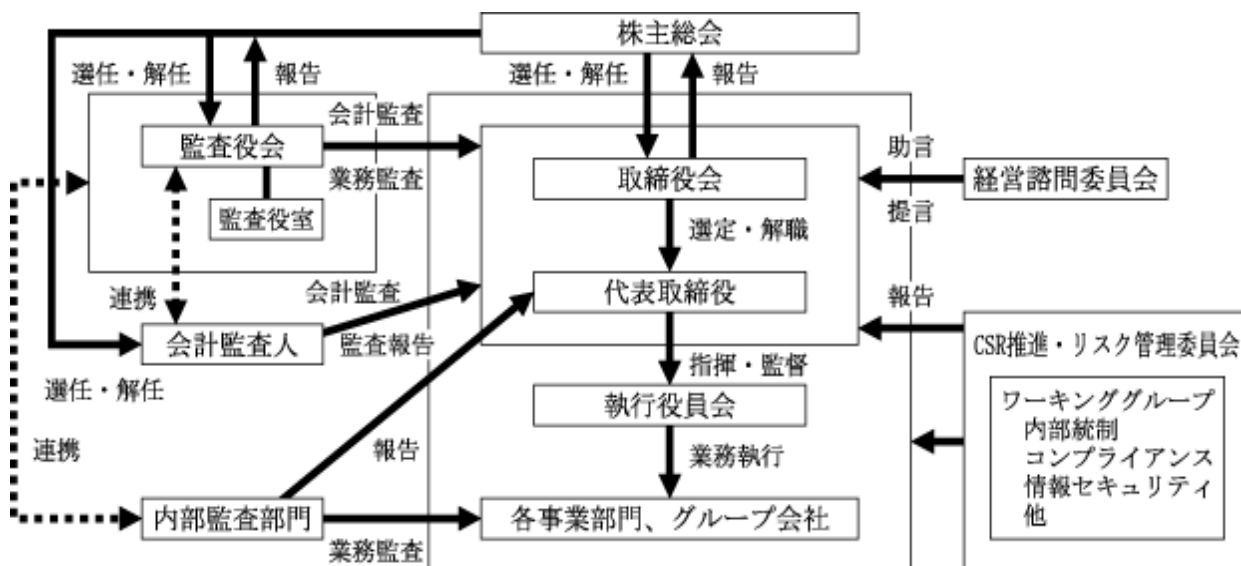 株主総会
選任・解任
報告
選任・解任
報告
会計監査
監査役会
業務監査
監査役室
取締役会
助言
経営諮問委員会
提言
選定・解職
連携
会計監査
代表取締役
報告
会計監査人
監査報告
CSR推進・リスク管理委員会
指揮・監督
選任・解任
執行役員会
ワーキンググループ
内部統制
コンプライアンス
情報セキュリティ
他
連携
報告
業務執行
内部監査部門
各事業部門、グループ会社
業務監査